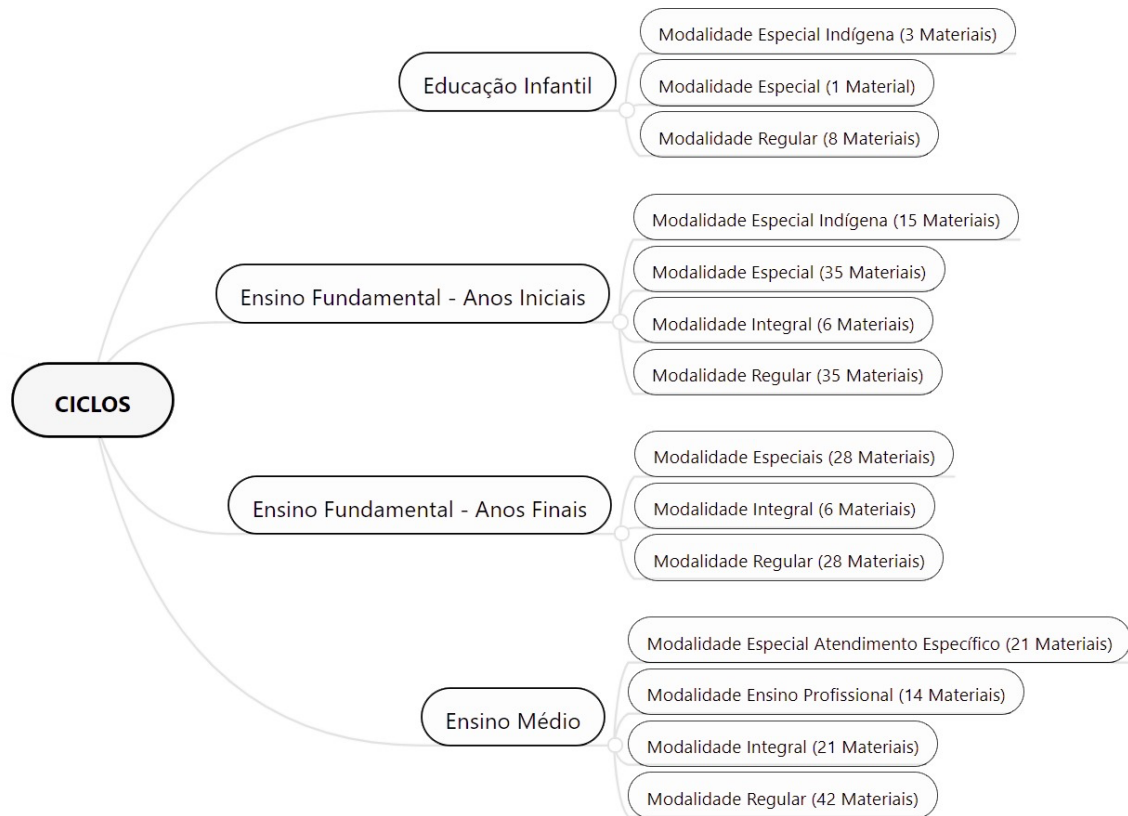 CICLOS
Educação Infantil
Modalidade Especial Indígena (3 Materiais)
Modalidade Especial (1 Material)
Modalidade Regular (8 Materiais)
Ensino Fundamental - Anos Iniciais
Modalidade Especial Indígena (15 Materiais)
Modalidade Especial (35 Materiais)
Modalidade Integral (6 Materiais)
Modalidade Regular (35 Materiais)
Ensino Fundamental - Anos Finais
Modalidade Especiais (28 Materiais)
Modalidade Integral (6 Materiais)
Modalidade Regular (28 Materiais)
Ensino Médio
Modalidade Especial Atendimento Específico (21 Materiais)
Modalidade Ensino Profissional (14 Materiais)
Modalidade Integral (21 Materiais)
Modalidade Regular (42 Materiais)